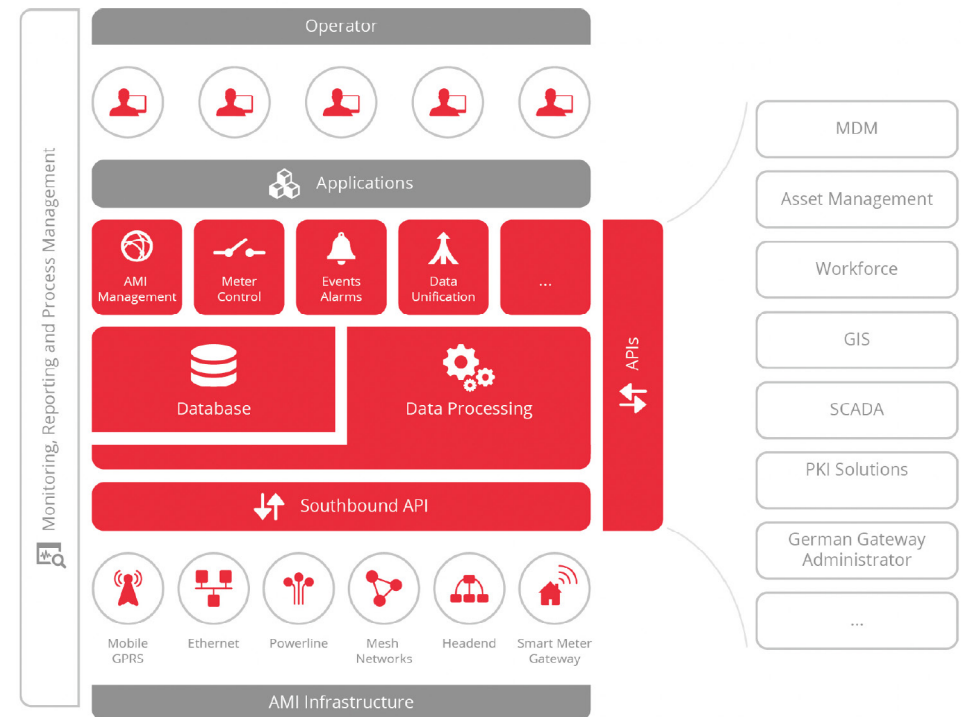 Monitoring, Reporting and Process Management
Operator
Applications
AMI
Management
Meter
Control
Events
Alarms
Data
Unification
...
Database
Data Processing
Southbound API
APIs
Mobile
GPRS
Ethernet
Powerline
Mesh
Networks
Headend
Smart Meter
Gateway
AMI Infrastructure
MDM
Asset Management
Workforce
GIS
SCADA
PKI Solutions
German Gateway
Administrator
...